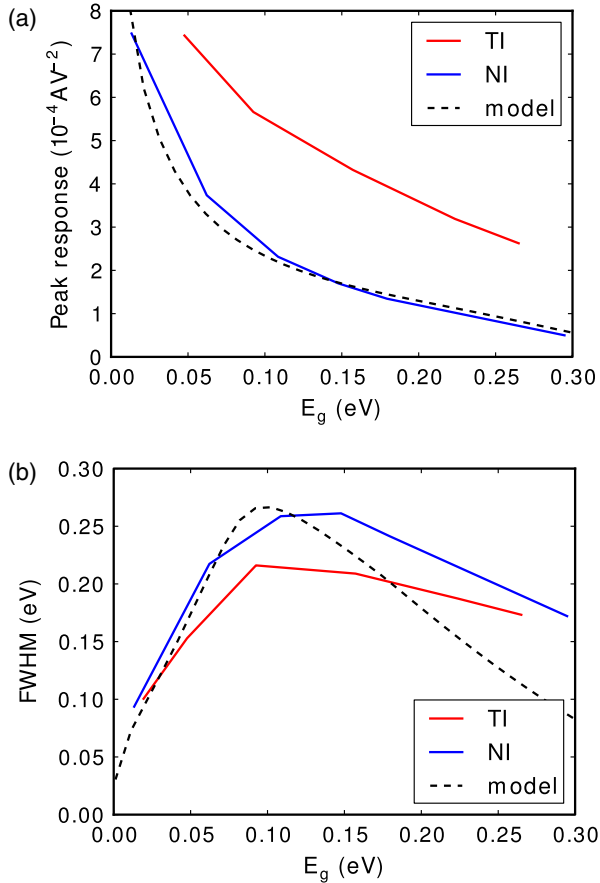 (a)
8
7
6
5
4
3
2
1
0
Peak response (10⁻⁴AV⁻²)
TI
NI
model
0.00 0.05 0.10 0.15 0.20 0.25 0.30
E_g (eV)
(b)
0.30
0.25
0.20
0.15
0.10
0.05
0.00
FWHM (eV)
TI
NI
model
0.00 0.05 0.10 0.15 0.20 0.25 0.30
E_g (eV)